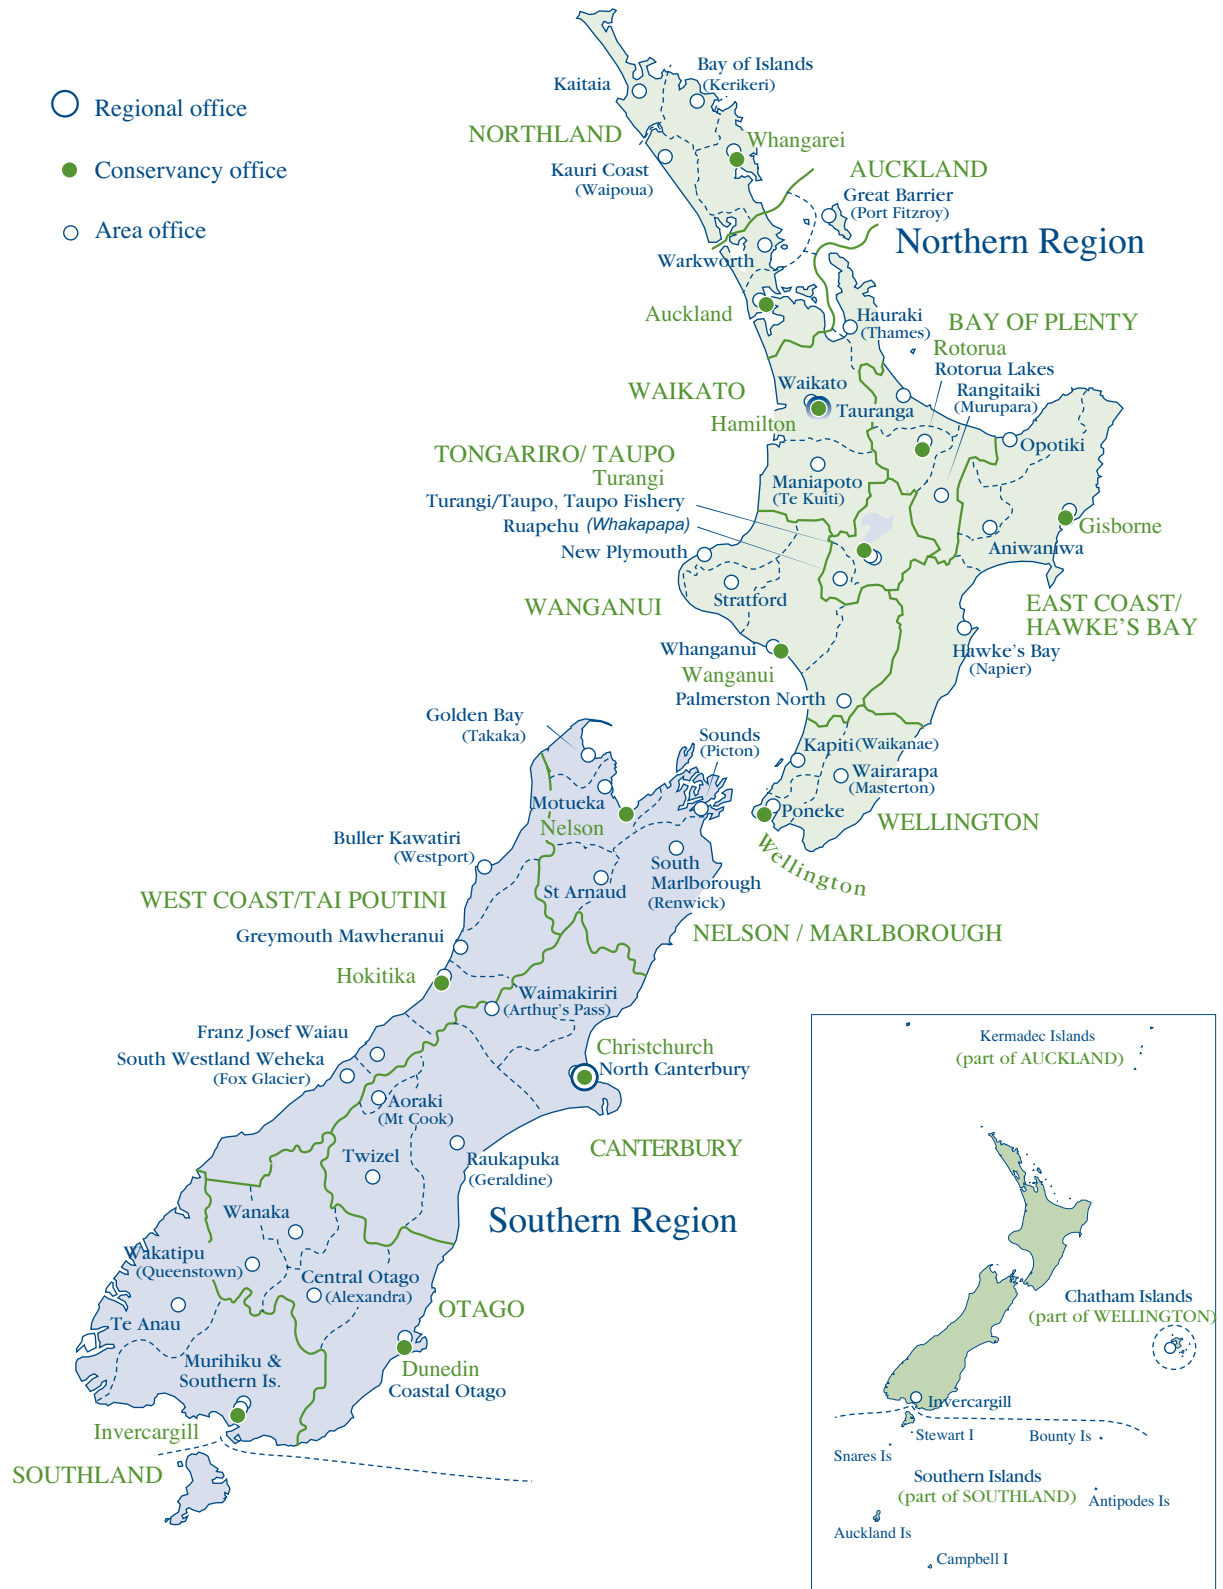 Regional office
Conservancy office
Area office
Kaitaia
Bay of Islands
(Kerikeri)
NORTHLAND
Whangarei
Kauri Coast
(Waipoua)
AUCKLAND
Great Barrier
(Port Fitzroy)
Northern Region
Warkworth
Auckland
Hauraki
(Thames)
BAY OF PLENTY
Rotorua
Rotorua Lakes
Rangitaiki
(Murupara)
WAIKATO
Waikato
Tauranga
Hamilton
Opotiki
TONGARIRO/ TAUPO
Turangi
Maniapoto
(Te Kuiti)
Turangi/Taupo, Taupo Fishery
Ruapehu (Whakapapa)
New Plymouth
Gisborne
Aniwaniwa
Stratford
WANGANUI
EAST COAST/
HAWKE'S BAY
Whanganui
Wanganui
Hawke's Bay
(Napier)
Palmerston North
Golden Bay
(Takaka)
Sounds
(Picton)
Kapiti (Waikanae)
Wairarapa
(Masterton)
Motueka
Nelson
Poneke
WELLINGTON
Wellington
Buller Kawatiri
(Westport)
South
Marlborough
(Renwick)
St Arnaud
WEST COAST/TAI POUTINI
NELSON / MARLBOROUGH
Greymouth Mawheranui
Hokitika
Waimakiriri
(Arthur's Pass)
Franz Josef Waiau
South Westland Weheka
(Fox Glacier)
Christchurch
North Canterbury
Aoraki
(Mt Cook)
CANTERBURY
Twizel
Raukapuka
(Geraldine)
Southern Region
Wanaka
Wakatipu
(Queenstown)
Central Otago
(Alexandra)
OTAGO
Te Anau
Murihiku &
Southern Is.
Dunedin
Coastal Otago
Invercargill
SOUTHLAND
Kermadec Islands
(part of AUCKLAND)
Chatham Islands
(part of WELLINGTON)
Invercargill
Stewart I
Bounty Is
Snares Is
Southern Islands
(part of SOUTHLAND)
Antipodes Is
Auckland Is
Campbell I